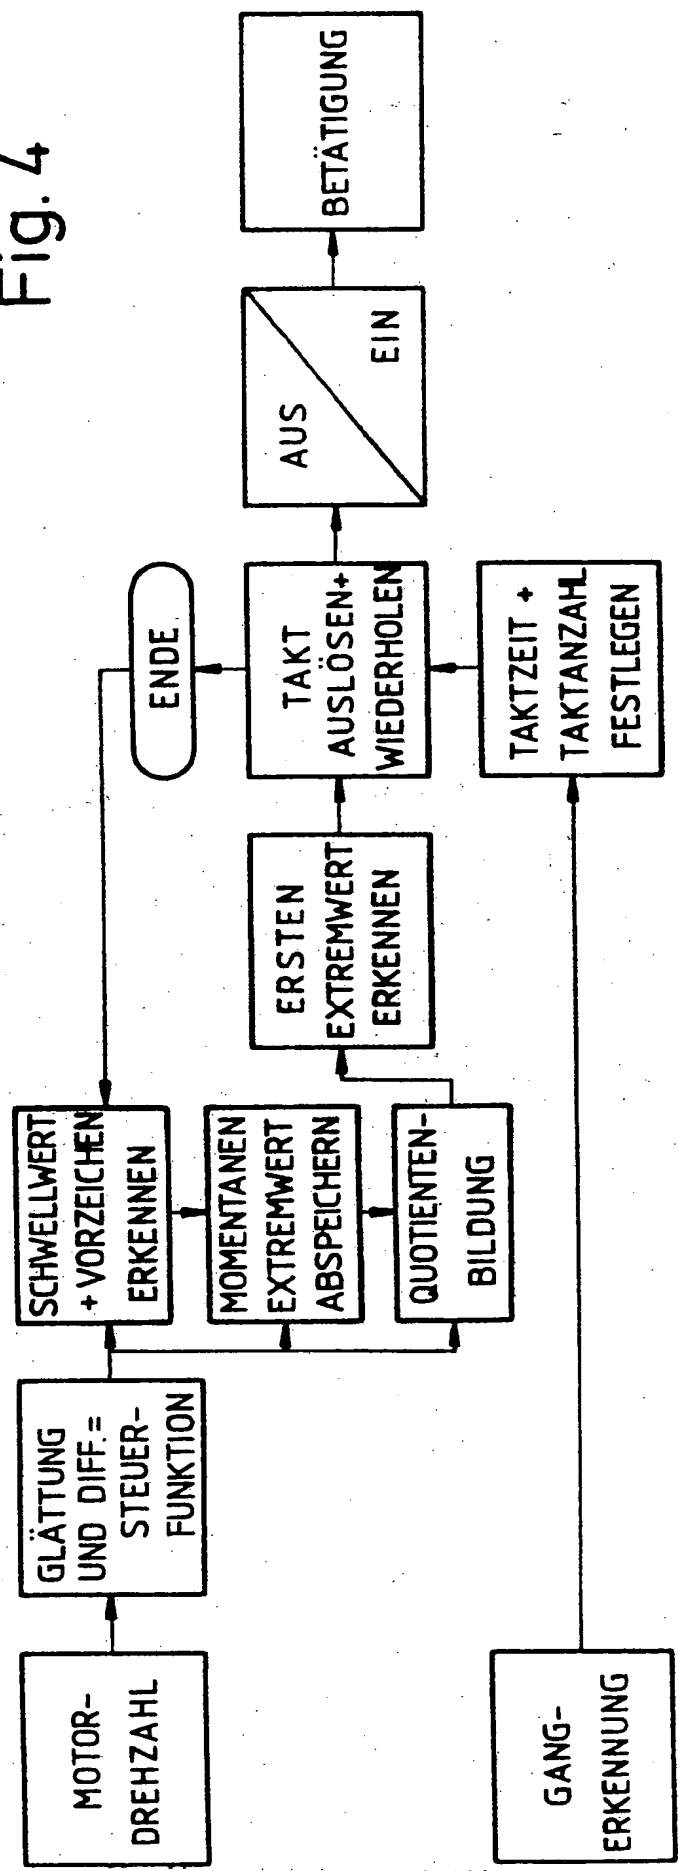 Fig. 4
MOTOR-
DREHZAHL
GLÄTTUNG
UND DIFF.=
STEUER-
FUNKTION
SCHWELLWERT
+ VORZEICHEN
ERKENNEN
MOMENTANEN
EXTREMWERT
ABSPEICHERN
QUOTIENTEN-
BILDUNG
ERSTEN
EXTREMWERT
ERKENNEN
ENDE
TAKT
AUSLÖSEN+
WIEDERHOLEN
AUS
EIN
BETÄTIGUNG
GANG-
ERKENNUNG
TAKTZEIT +
TAKTANZAHL
FESTLEGEN